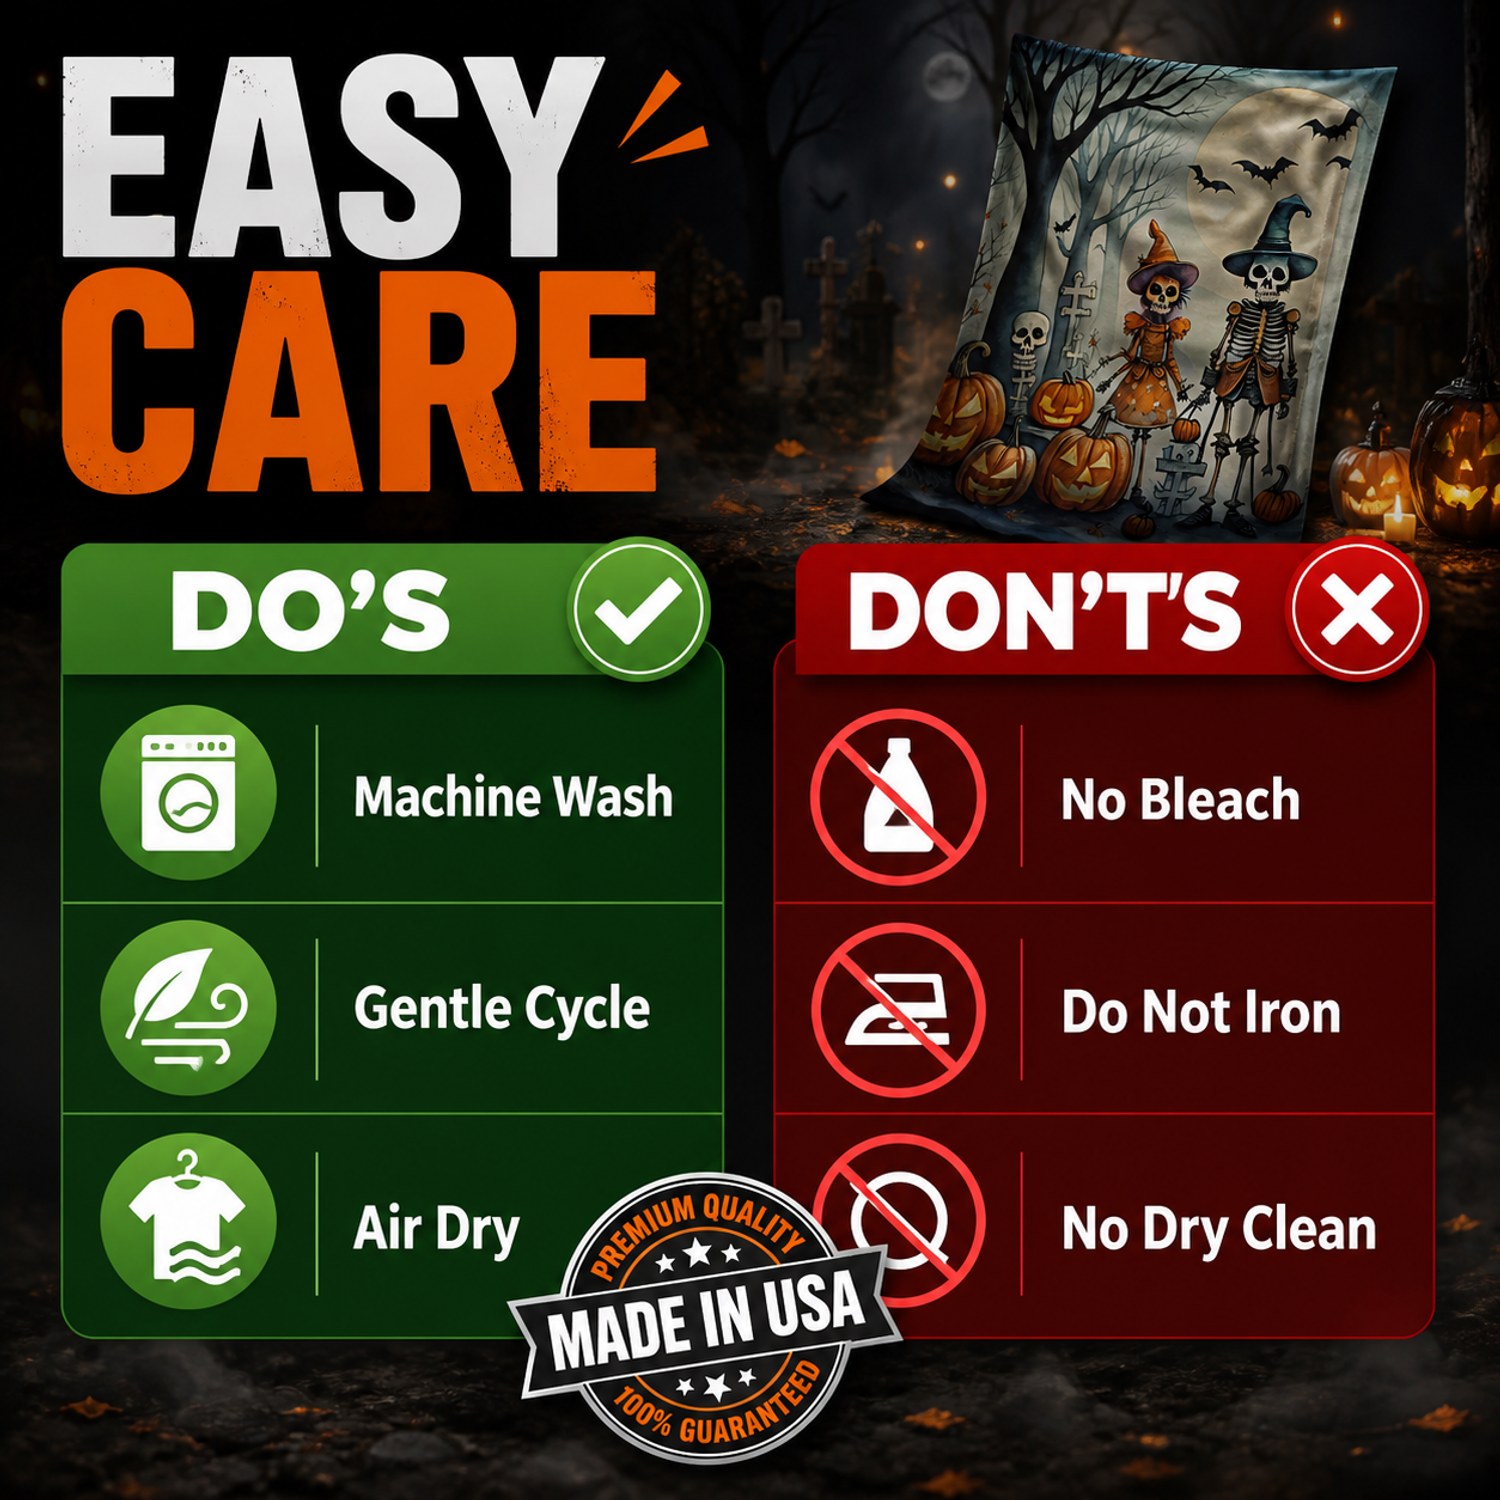 EASY
CARE
DO'S
DON'T'S
Machine Wash
No Bleach
Gentle Cycle
Do Not Iron
Air Dry
No Dry Clean
PREMIUM QUALITY
MADE IN USA
100% GUARANTEED